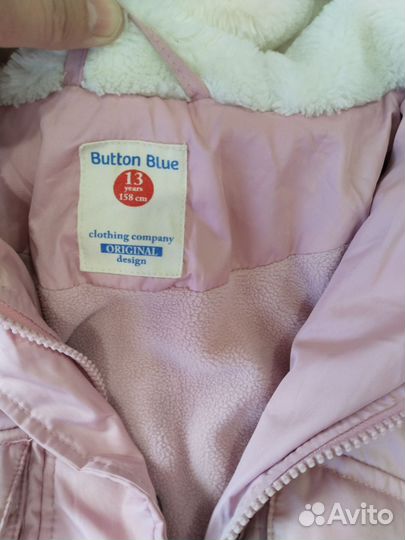 Button Blue
13
years
158 cm
clothing company
ORIGINAL
design
Avito